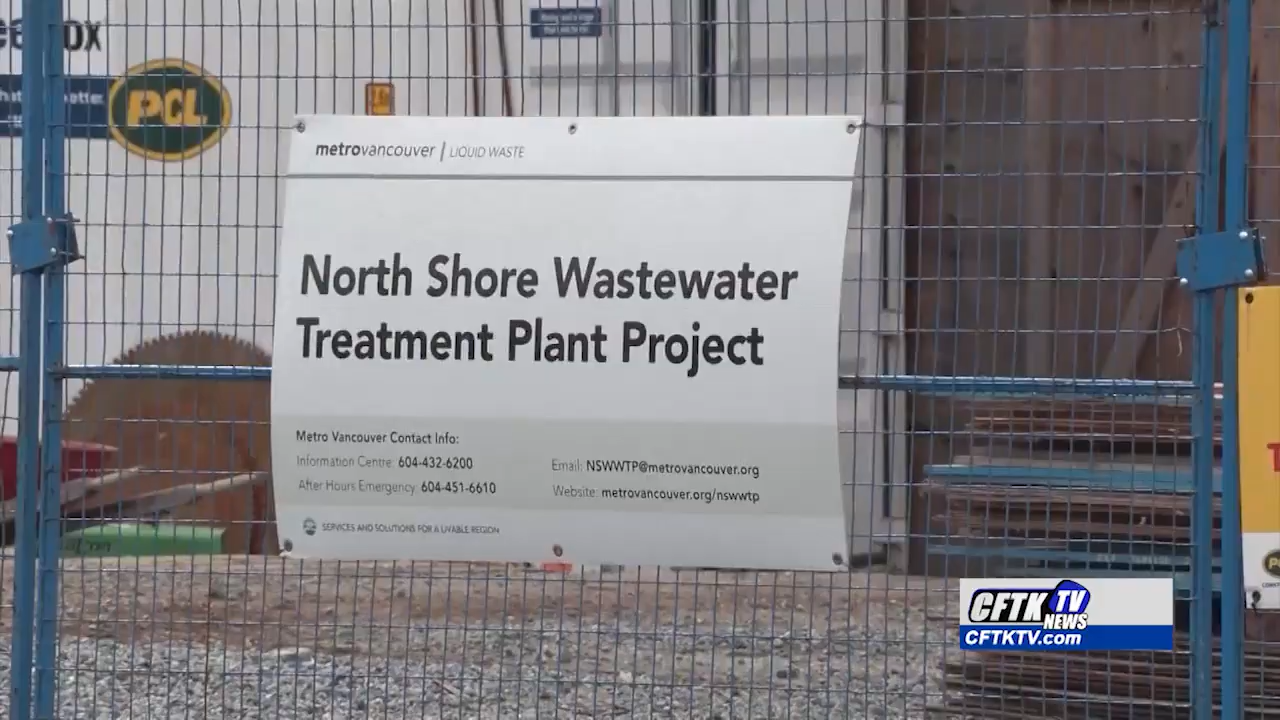 PCL
metrovancouver | LIQUID WASTE
North Shore Wastewater
Treatment Plant Project
Metro Vancouver Contact Info:
Information Centre: 604-432-6200
After Hours Emergency: 604-451-6610
Email: NSWWTP@metrovancouver.org
Website: metrovancouver.org/nswwtp
SERVICES AND SOLUTIONS FOR A LIVABLE REGION
CFTK TV
NEWS
CFTKTV.com